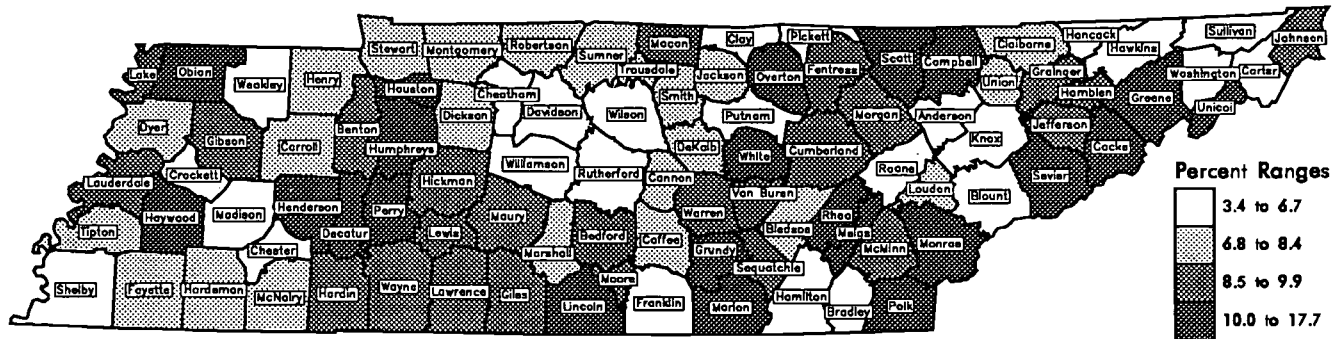 Stewart
Montgomery
Robertson
Sumner
Macon
Clay
Pickett
Claiborne
Hancock
Hawkins
Sullivan
Johnson
Lake
Obion
Weakley
Henry
Houston
Cheatham
Trousdale
Jackson
Overton
Fentress
Scott
Campbell
Union
Grainger
Hamblen
Greene
Washington
Carter
Unicoi
Dyer
Gibson
Carroll
Benton
Humphreys
Dickson
Davidson
Wilson
Smith
Putnam
Morgan
Anderson
Knox
Jefferson
Cocke
Sevier
Lauderdale
Crockett
Haywood
Madison
Henderson
Decatur
Perry
Hickman
Williamson
Rutherford
DeKalb
Cannon
White
Cumberland
Van Buren
Roane
Loudon
Blount
Tipton
Chester
Lewis
Maury
Marshall
Bedford
Coffee
Warren
Grundy
Sequatchie
Bledsoe
Rhea
Meigs
McMinn
Monroe
Shelby
Fayette
Hardeman
McNairy
Hardin
Wayne
Lawrence
Giles
Lincoln
Moore
Franklin
Marion
Hamilton
Bradley
Polk
Percent Ranges
3.4 to 6.7
6.8 to 8.4
8.5 to 9.9
10.0 to 17.7